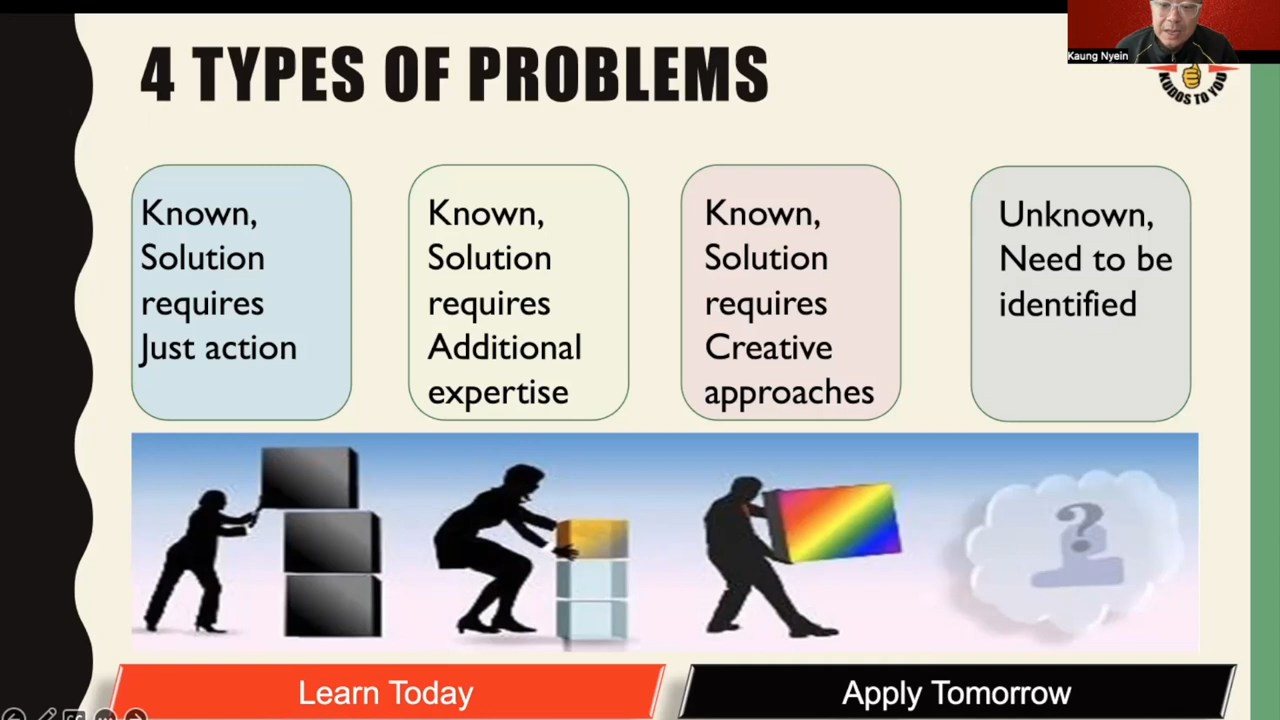 4 TYPES OF PROBLEMS
Kaung Nyein
KUDOS TO YOU
Known,
Solution
requires
Just action
Known,
Solution
requires
Additional
expertise
Known,
Solution
requires
Creative
approaches
Unknown,
Need to be
identified
?
Learn Today
Apply Tomorrow
CC